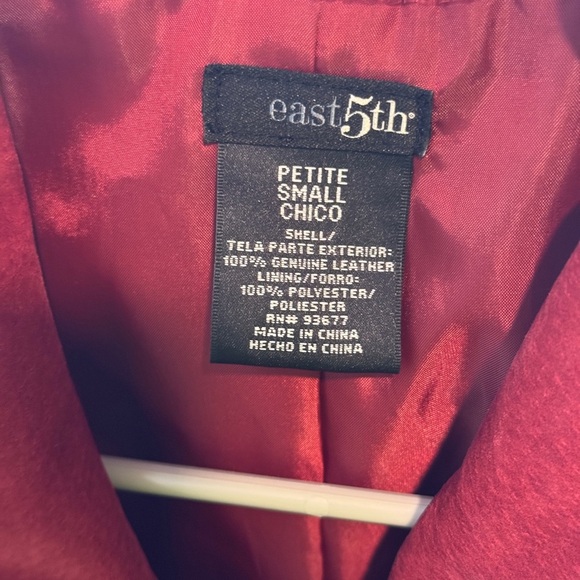 east5th
PETITE
SMALL
CHICO
SHELL/
TELA PARTE EXTERIOR:
100% GENUINE LEATHER
LINING/FORRO:
100% POLYESTER/
POLIESTER
RN# 93677
MADE IN CHINA
HECHO EN CHINA